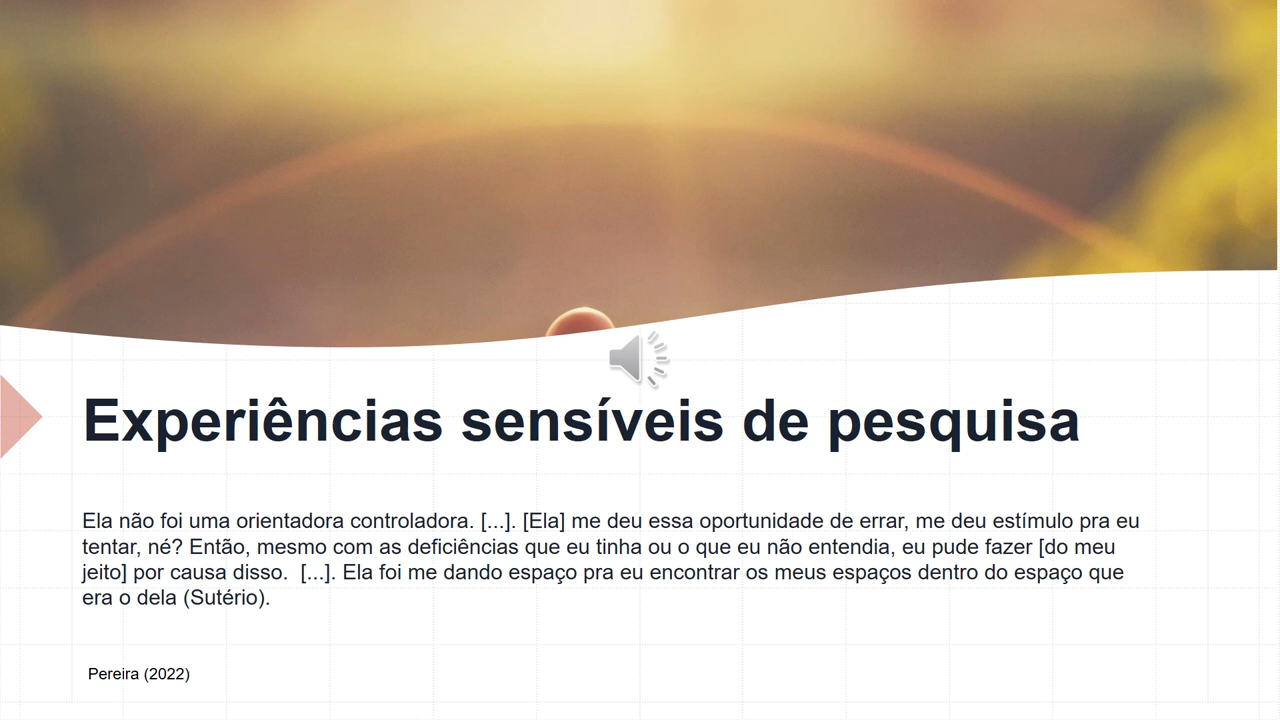 Experiências sensíveis de pesquisa
Ela não foi uma orientadora controladora. [...]. [Ela] me deu essa oportunidade de errar, me deu estímulo pra eu
tentar, né? Então, mesmo com as deficiências que eu tinha ou o que eu não entendia, eu pude fazer [do meu
jeito] por causa disso.  [...]. Ela foi me dando espaço pra eu encontrar os meus espaços dentro do espaço que
era o dela (Sutério).
Pereira (2022)